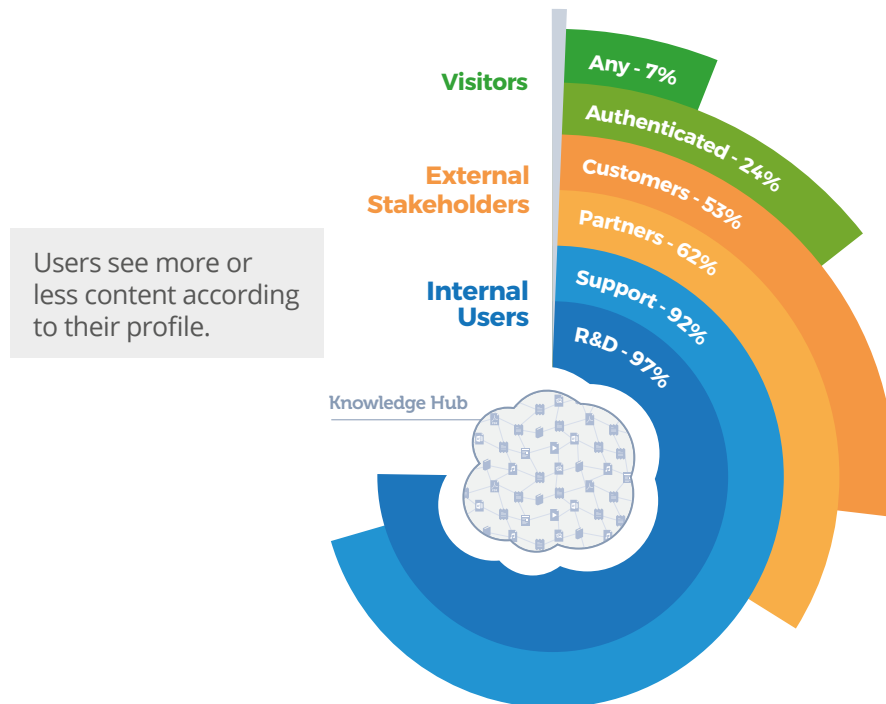 Visitors
External
Stakeholders
Internal
Users
Any - 7%
Authenticated - 24%
Customers - 53%
Partners - 62%
Support - 92%
R&D - 97%
Users see more or
less content according
to their profile.
Knowledge Hub